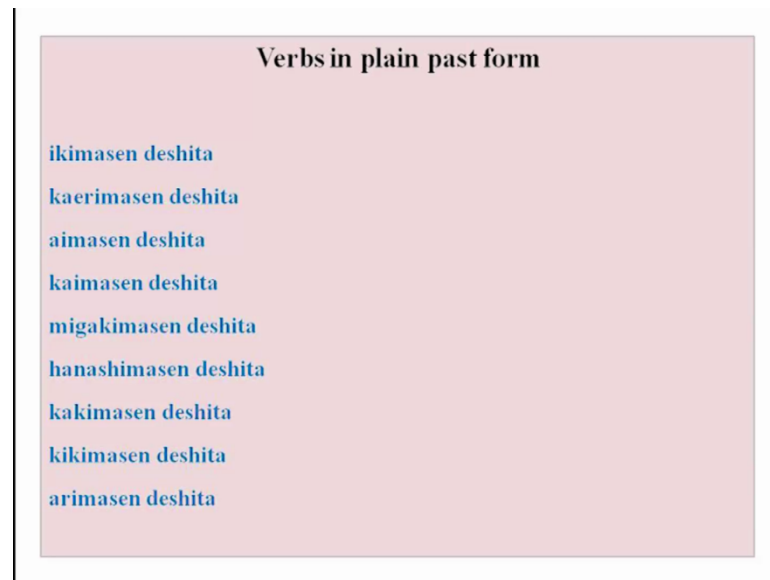 Verbs in plain past form
ikimasen deshita
kaerimasen deshita
aimasen deshita
kaimasen deshita
migakimasen deshita
hanashimasen deshita
kakimasen deshita
kikimasen deshita
arimasen deshita